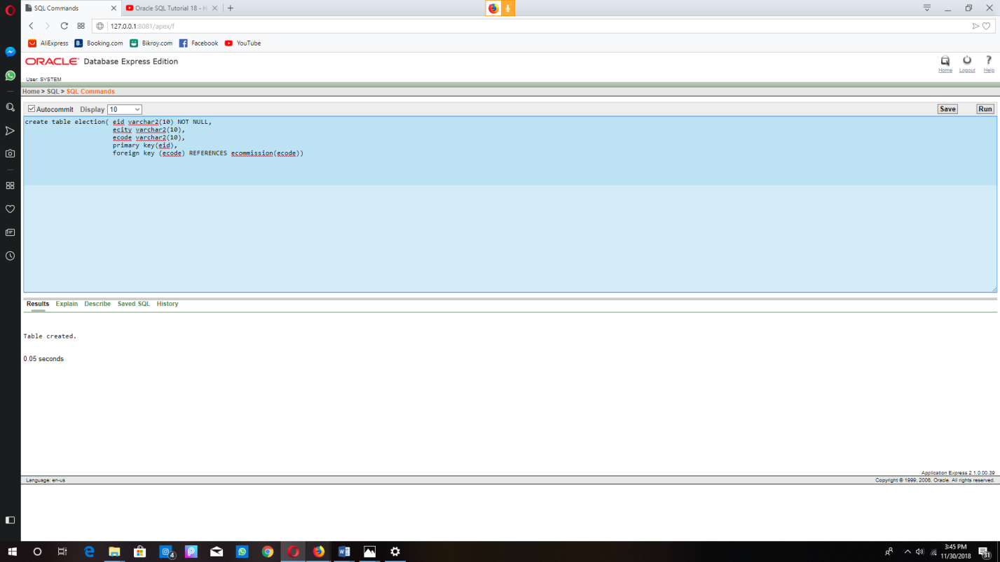 SQL Commands
Oracle SQL Tutorial 18 - H
127.0.0.1:8081/apex/f
AliExpress B. Booking.com Bikroy.com Facebook YouTube
ORACLE Database Express Edition
Home Logout Help
User: SYSTEM
Home > SQL > SQL Commands
Autocommit Display 10
Save Run
create table election( eid varchar2(10) NOT NULL,
ecity varchar2(10),
ecode varchar2(10),
primary key(eid),
foreign key (ecode) REFERENCES ecommission(ecode))
Results Explain Describe Saved SQL History
Table created.
0.05 seconds
Application Express 2.1.0.00.39
Language: en-us
Copyright © 1999, 2006, Oracle. All rights reserved.
4
3:45 PM
11/30/2018
31